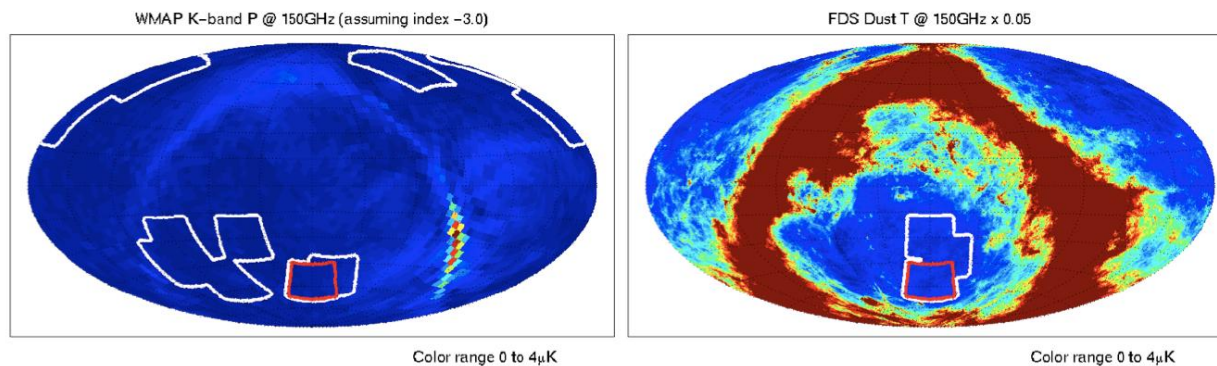 WMAP K-band P @ 150GHz (assuming index -3.0)
FDS Dust T @ 150GHz x 0.05
Color range 0 to 4μK
Color range 0 to 4μK